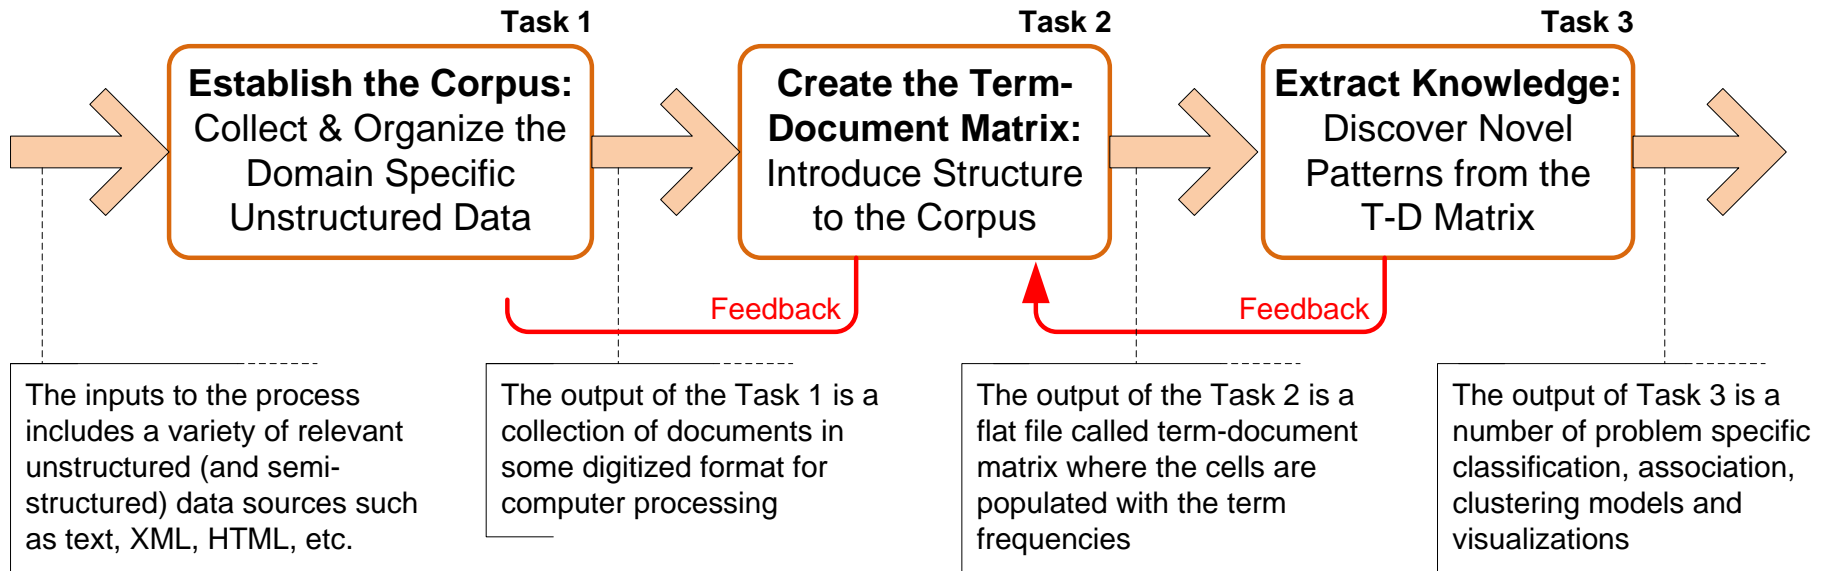 Task 1
Establish the Corpus:
Collect & Organize the
Domain Specific
Unstructured Data
Task 2
Create the Term-
Document Matrix:
Introduce Structure
to the Corpus
Task 3
Extract Knowledge:
Discover Novel
Patterns from the
T-D Matrix
Feedback
Feedback
The inputs to the process
includes a variety of relevant
unstructured (and semi-
structured) data sources such
as text, XML, HTML, etc.
The output of the Task 1 is a
collection of documents in
some digitized format for
computer processing
The output of the Task 2 is a
flat file called term-document
matrix where the cells are
populated with the term
frequencies
The output of Task 3 is a
number of problem specific
classification, association,
clustering models and
visualizations